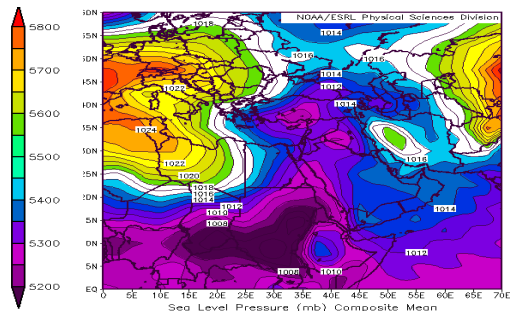 NOAA/ESRL Physical Sciences Division
60N
55N
50N
45N
40N
35N
30N
25N
20N
15N
10N
5N
EQ
0
5E
10E
15E
20E
25E
30E
35E
40E
45E
50E
55E
60E
65E
70E
1018
1014
1016
1016
1014
1012
1022
1014
1024
1016
1022
1020
1018
1016
1014
1012
1010
1008
1014
1012
1008
1010
5800
5700
5600
5500
5400
5300
5200
Sea Level Pressure (mb) Composite Mean